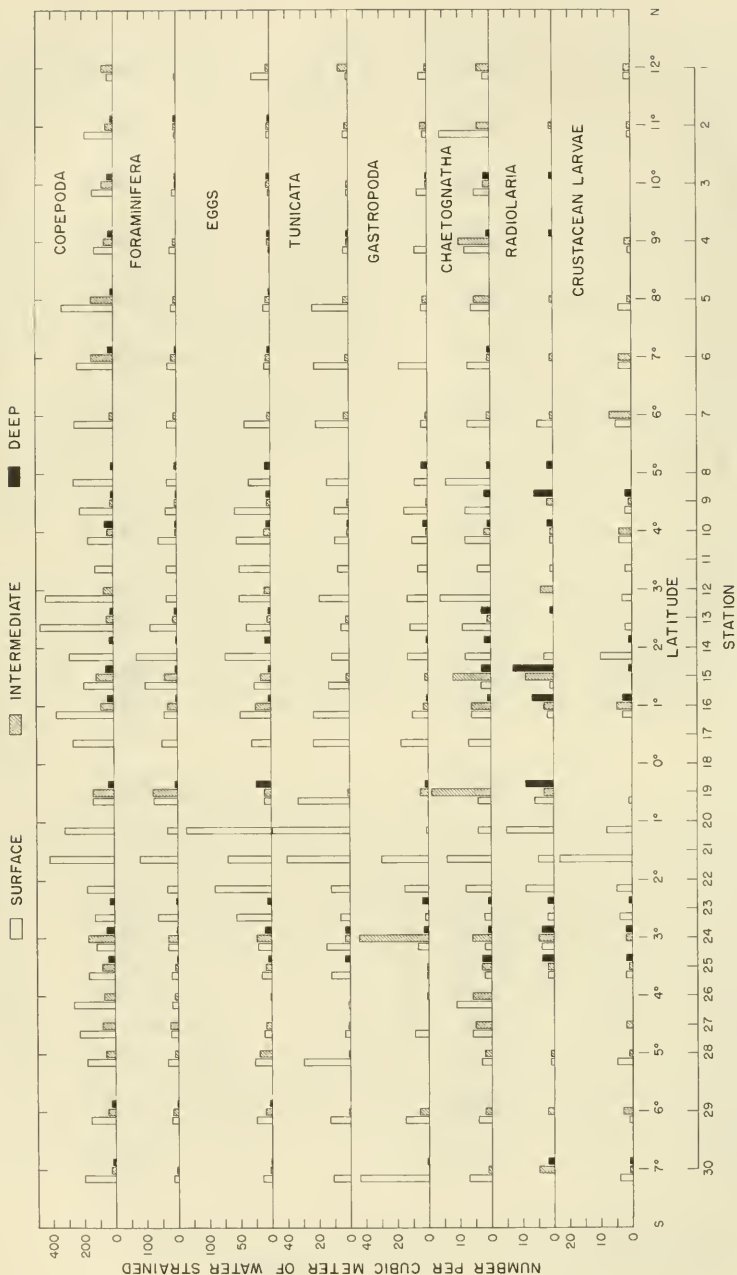 SURFACE
INTERMEDIATE
DEEP
NUMBER PER CUBIC METER OF WATER STRAINED
400
300
200
100
0
COPEPODA
100
50
0
FORAMINIFERA
100
50
0
EGGS
40
20
0
TUNICATA
40
20
0
GASTROPODA
10
0
CHAETOGNATHA
10
0
RADIOLARIA
10
0
CRUSTACEAN LARVAE
S 7° 6° 5° 4° 3° 2° 1° 0° 1° 2° 3° 4° 5° 6° 7° 8° 9° 10° 11° 12° N
LATITUDE
30 29 28 27 26 25 24 23 22 21 20 19 18 17 16 15 14 13 12 11 10 9 8 7 6 5 4 3 2 1
STATION